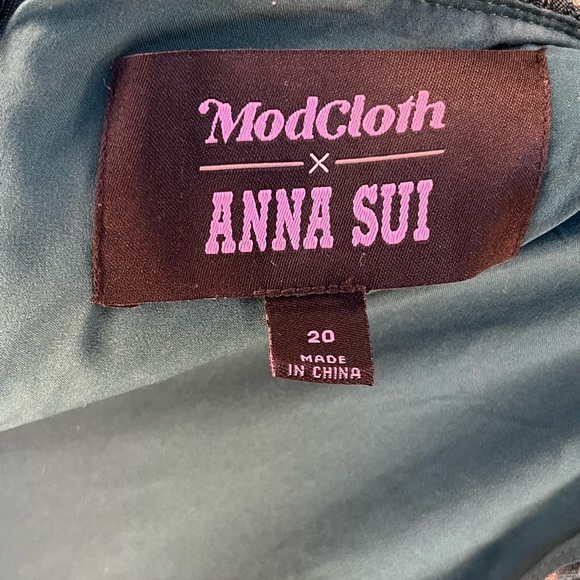 ModCloth
X
ANNA SUI
20
MADE
IN CHINA